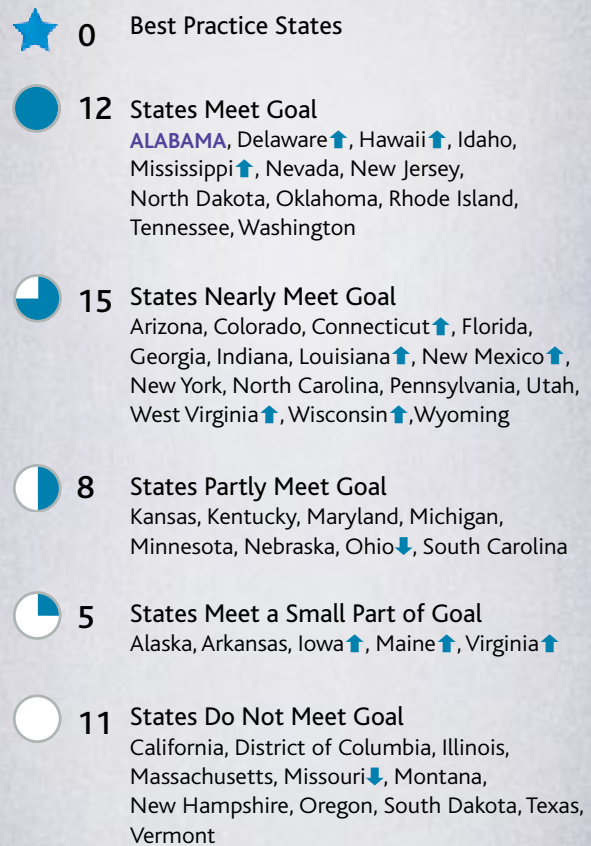 0 Best Practice States
12 States Meet Goal
ALABAMA, Delaware⬆, Hawaii⬆, Idaho,
Mississippi⬆, Nevada, New Jersey,
North Dakota, Oklahoma, Rhode Island,
Tennessee, Washington
15 States Nearly Meet Goal
Arizona, Colorado, Connecticut⬆, Florida,
Georgia, Indiana, Louisiana⬆, New Mexico⬆,
New York, North Carolina, Pennsylvania, Utah,
West Virginia⬆, Wisconsin⬆,Wyoming
8 States Partly Meet Goal
Kansas, Kentucky, Maryland, Michigan,
Minnesota, Nebraska, Ohio⬇, South Carolina
5 States Meet a Small Part of Goal
Alaska, Arkansas, Iowa⬆, Maine⬆, Virginia⬆
11 States Do Not Meet Goal
California, District of Columbia, Illinois,
Massachusetts, Missouri⬇, Montana,
New Hampshire, Oregon, South Dakota, Texas,
Vermont